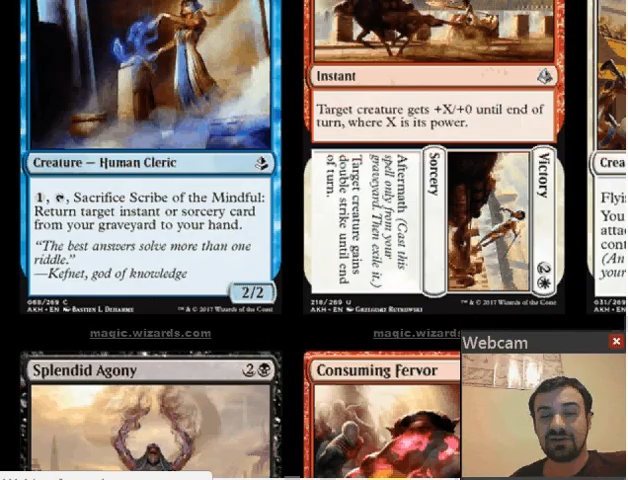 Creature — Human Cleric
1, , Sacrifice Scribe of the Mindful:
Return target instant or sorcery card
from your graveyard to your hand.
“The best answers solve more than one
riddle.”
—Kefnet, god of knowledge
2/2
068/269 C
AKH • EN
™ & © 2017 Wizards of the Coast
magic.wizards.com
Instant
Target creature gets +X/+0 until end of
turn, where X is its power.
Victory
2
Sorcery
Aftermath (Cast this
spell only from your
graveyard. Then exile it.)
Target creature gains
double strike until end
of turn.
218/269 U
AKH • EN
™ & © 2017 Wizards of the Coast
magic.wizards
Crea
Flyi
You
atta
cont
(An
your
031/269
AKH • EN
Splendid Agony
2
Consuming Fervor
Webcam